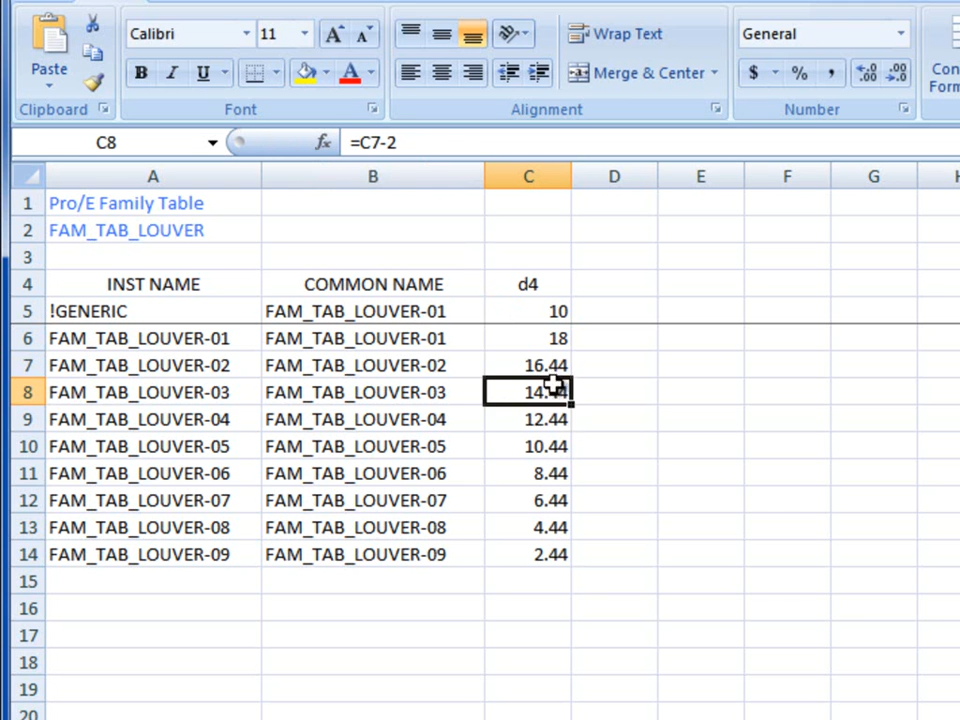 Calibri 11 A A Wrap Text General
Paste B I U A Merge & Center $ % , .0 .00 .00 .0 Con
Form
Clipboard Font Alignment Number
C8 fx =C7-2
A B C D E F G H
1 Pro/E Family Table
2 FAM_TAB_LOUVER
3
4 INST NAME COMMON NAME d4
5 !GENERIC FAM_TAB_LOUVER-01 10
6 FAM_TAB_LOUVER-01 FAM_TAB_LOUVER-01 18
7 FAM_TAB_LOUVER-02 FAM_TAB_LOUVER-02 16.44
8 FAM_TAB_LOUVER-03 FAM_TAB_LOUVER-03 14.44
9 FAM_TAB_LOUVER-04 FAM_TAB_LOUVER-04 12.44
10 FAM_TAB_LOUVER-05 FAM_TAB_LOUVER-05 10.44
11 FAM_TAB_LOUVER-06 FAM_TAB_LOUVER-06 8.44
12 FAM_TAB_LOUVER-07 FAM_TAB_LOUVER-07 6.44
13 FAM_TAB_LOUVER-08 FAM_TAB_LOUVER-08 4.44
14 FAM_TAB_LOUVER-09 FAM_TAB_LOUVER-09 2.44
15
16
17
18
19
20